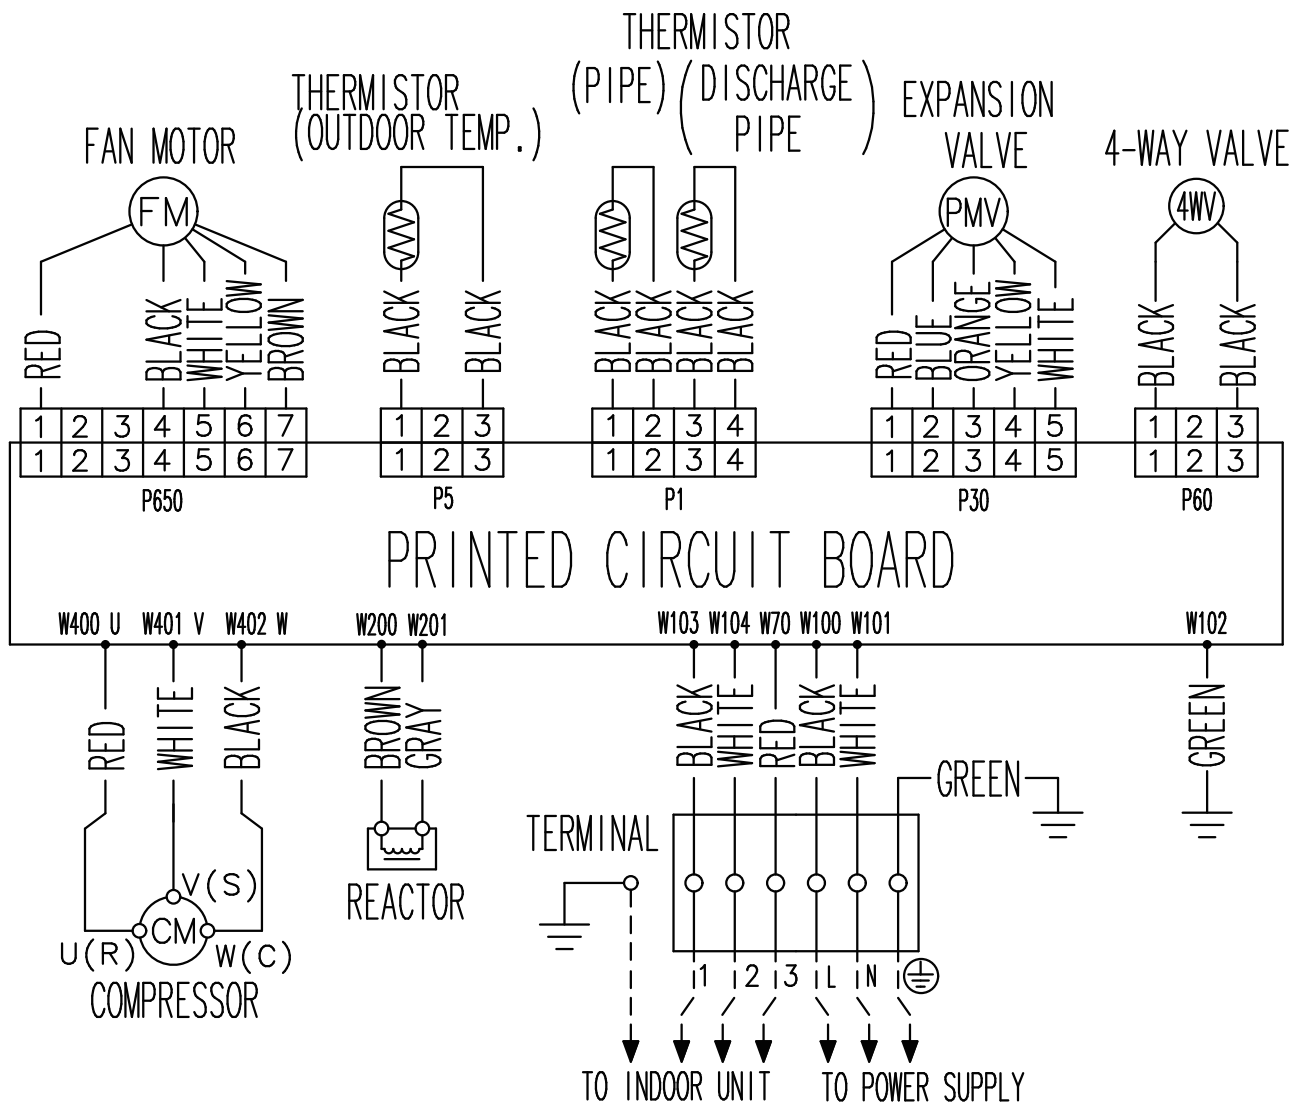 THERMISTOR
(PIPE) (DISCHARGE PIPE)
THERMISTOR
(OUTDOOR TEMP.)
EXPANSION
VALVE
FAN MOTOR
4-WAY VALVE
FM
PMV
4WV
RED BLACK WHITE YELLOW BROWN
BLACK BLACK
BLACK BLACK BLACK BLACK
RED BLUE ORANGE YELLOW WHITE
BLACK BLACK
1 2 3 4 5 6 7
1 2 3
1 2 3 4
1 2 3 4 5
1 2 3
1 2 3 4 5 6 7
1 2 3
1 2 3 4
1 2 3 4 5
1 2 3
P650
P5
P1
P30
P60
PRINTED CIRCUIT BOARD
W400 U W401 V W402 W
W200 W201
W103 W104 W70 W100 W101
W102
RED WHITE BLACK
BROWN GRAY
BLACK WHITE RED BLACK WHITE
GREEN
GREEN
TERMINAL
V(S)
REACTOR
CM
U(R)
W(C)
COMPRESSOR
1 2 3 L N
TO INDOOR UNIT
TO POWER SUPPLY